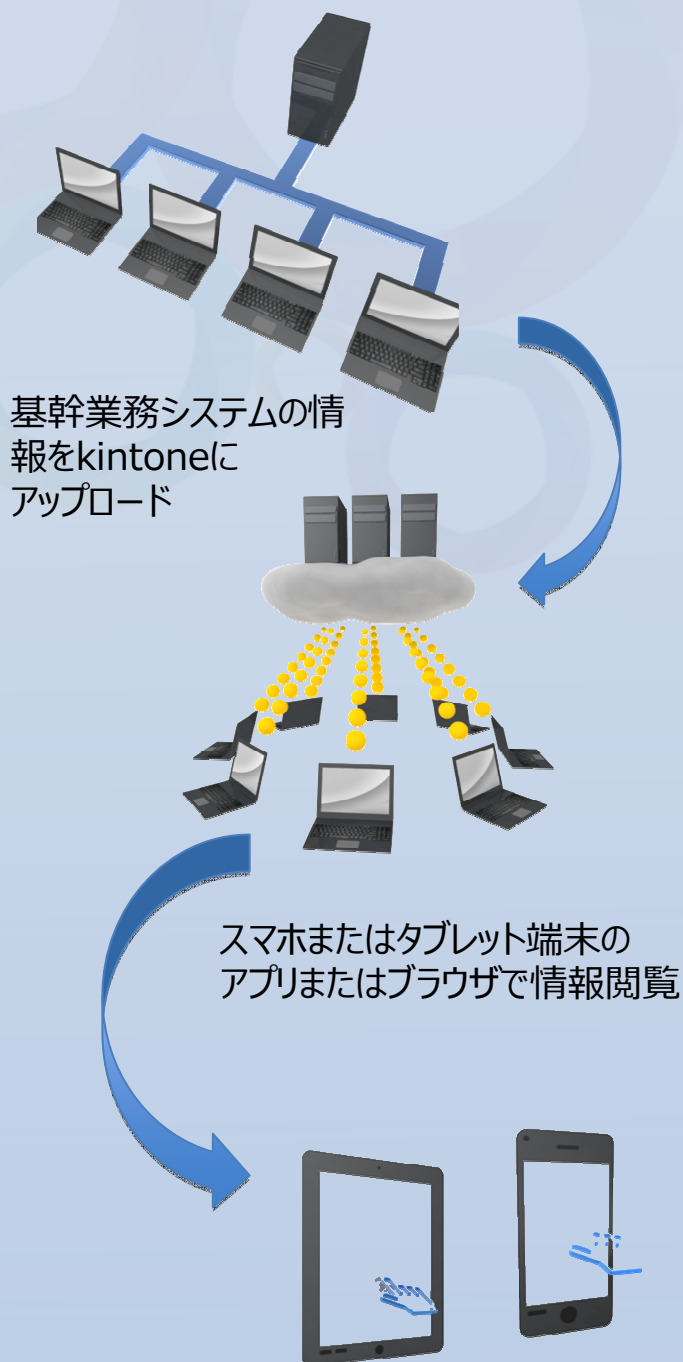 基幹業務システムの情
報をkintoneに
アップロード
スマホまたはタブレット端末の
アプリまたはブラウザで情報閲覧